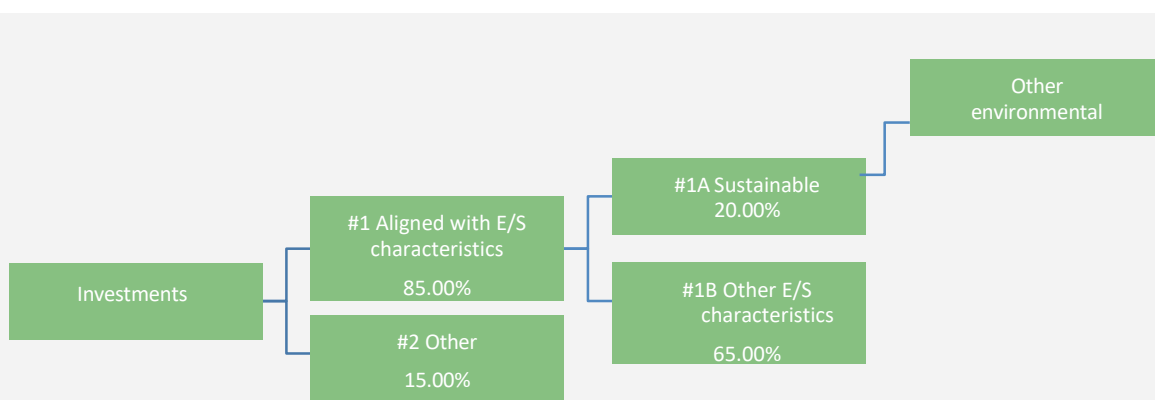 Other
environmental
#1A Sustainable
20.00%
#1 Aligned with E/S
characteristics
85.00%
Investments
#1B Other E/S
characteristics
65.00%
#2 Other
15.00%